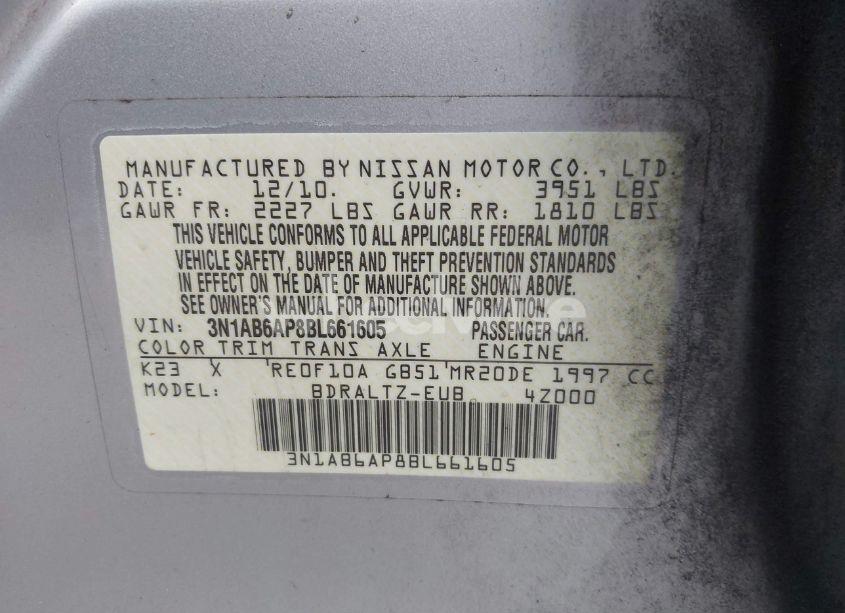 MANUFACTURED BY NISSAN MOTOR CO., LTD.
DATE: 12/10. GVWR: 3951 LBS
GAWR FR: 2227 LBS GAWR RR: 1810 LBS
THIS VEHICLE CONFORMS TO ALL APPLICABLE FEDERAL MOTOR
VEHICLE SAFETY, BUMPER AND THEFT PREVENTION STANDARDS
IN EFFECT ON THE DATE OF MANUFACTURE SHOWN ABOVE.
SEE OWNER'S MANUAL FOR ADDITIONAL INFORMATION.
VIN: 3N1AB6AP8BL661605 PASSENGER CAR.
COLOR TRIM TRANS AXLE ENGINE
K23 X RE0F10A GB51 MR20DE 1997 CC
MODEL: BDRALTZ-EUB 4Z000
3N1AB6AP8BL661605